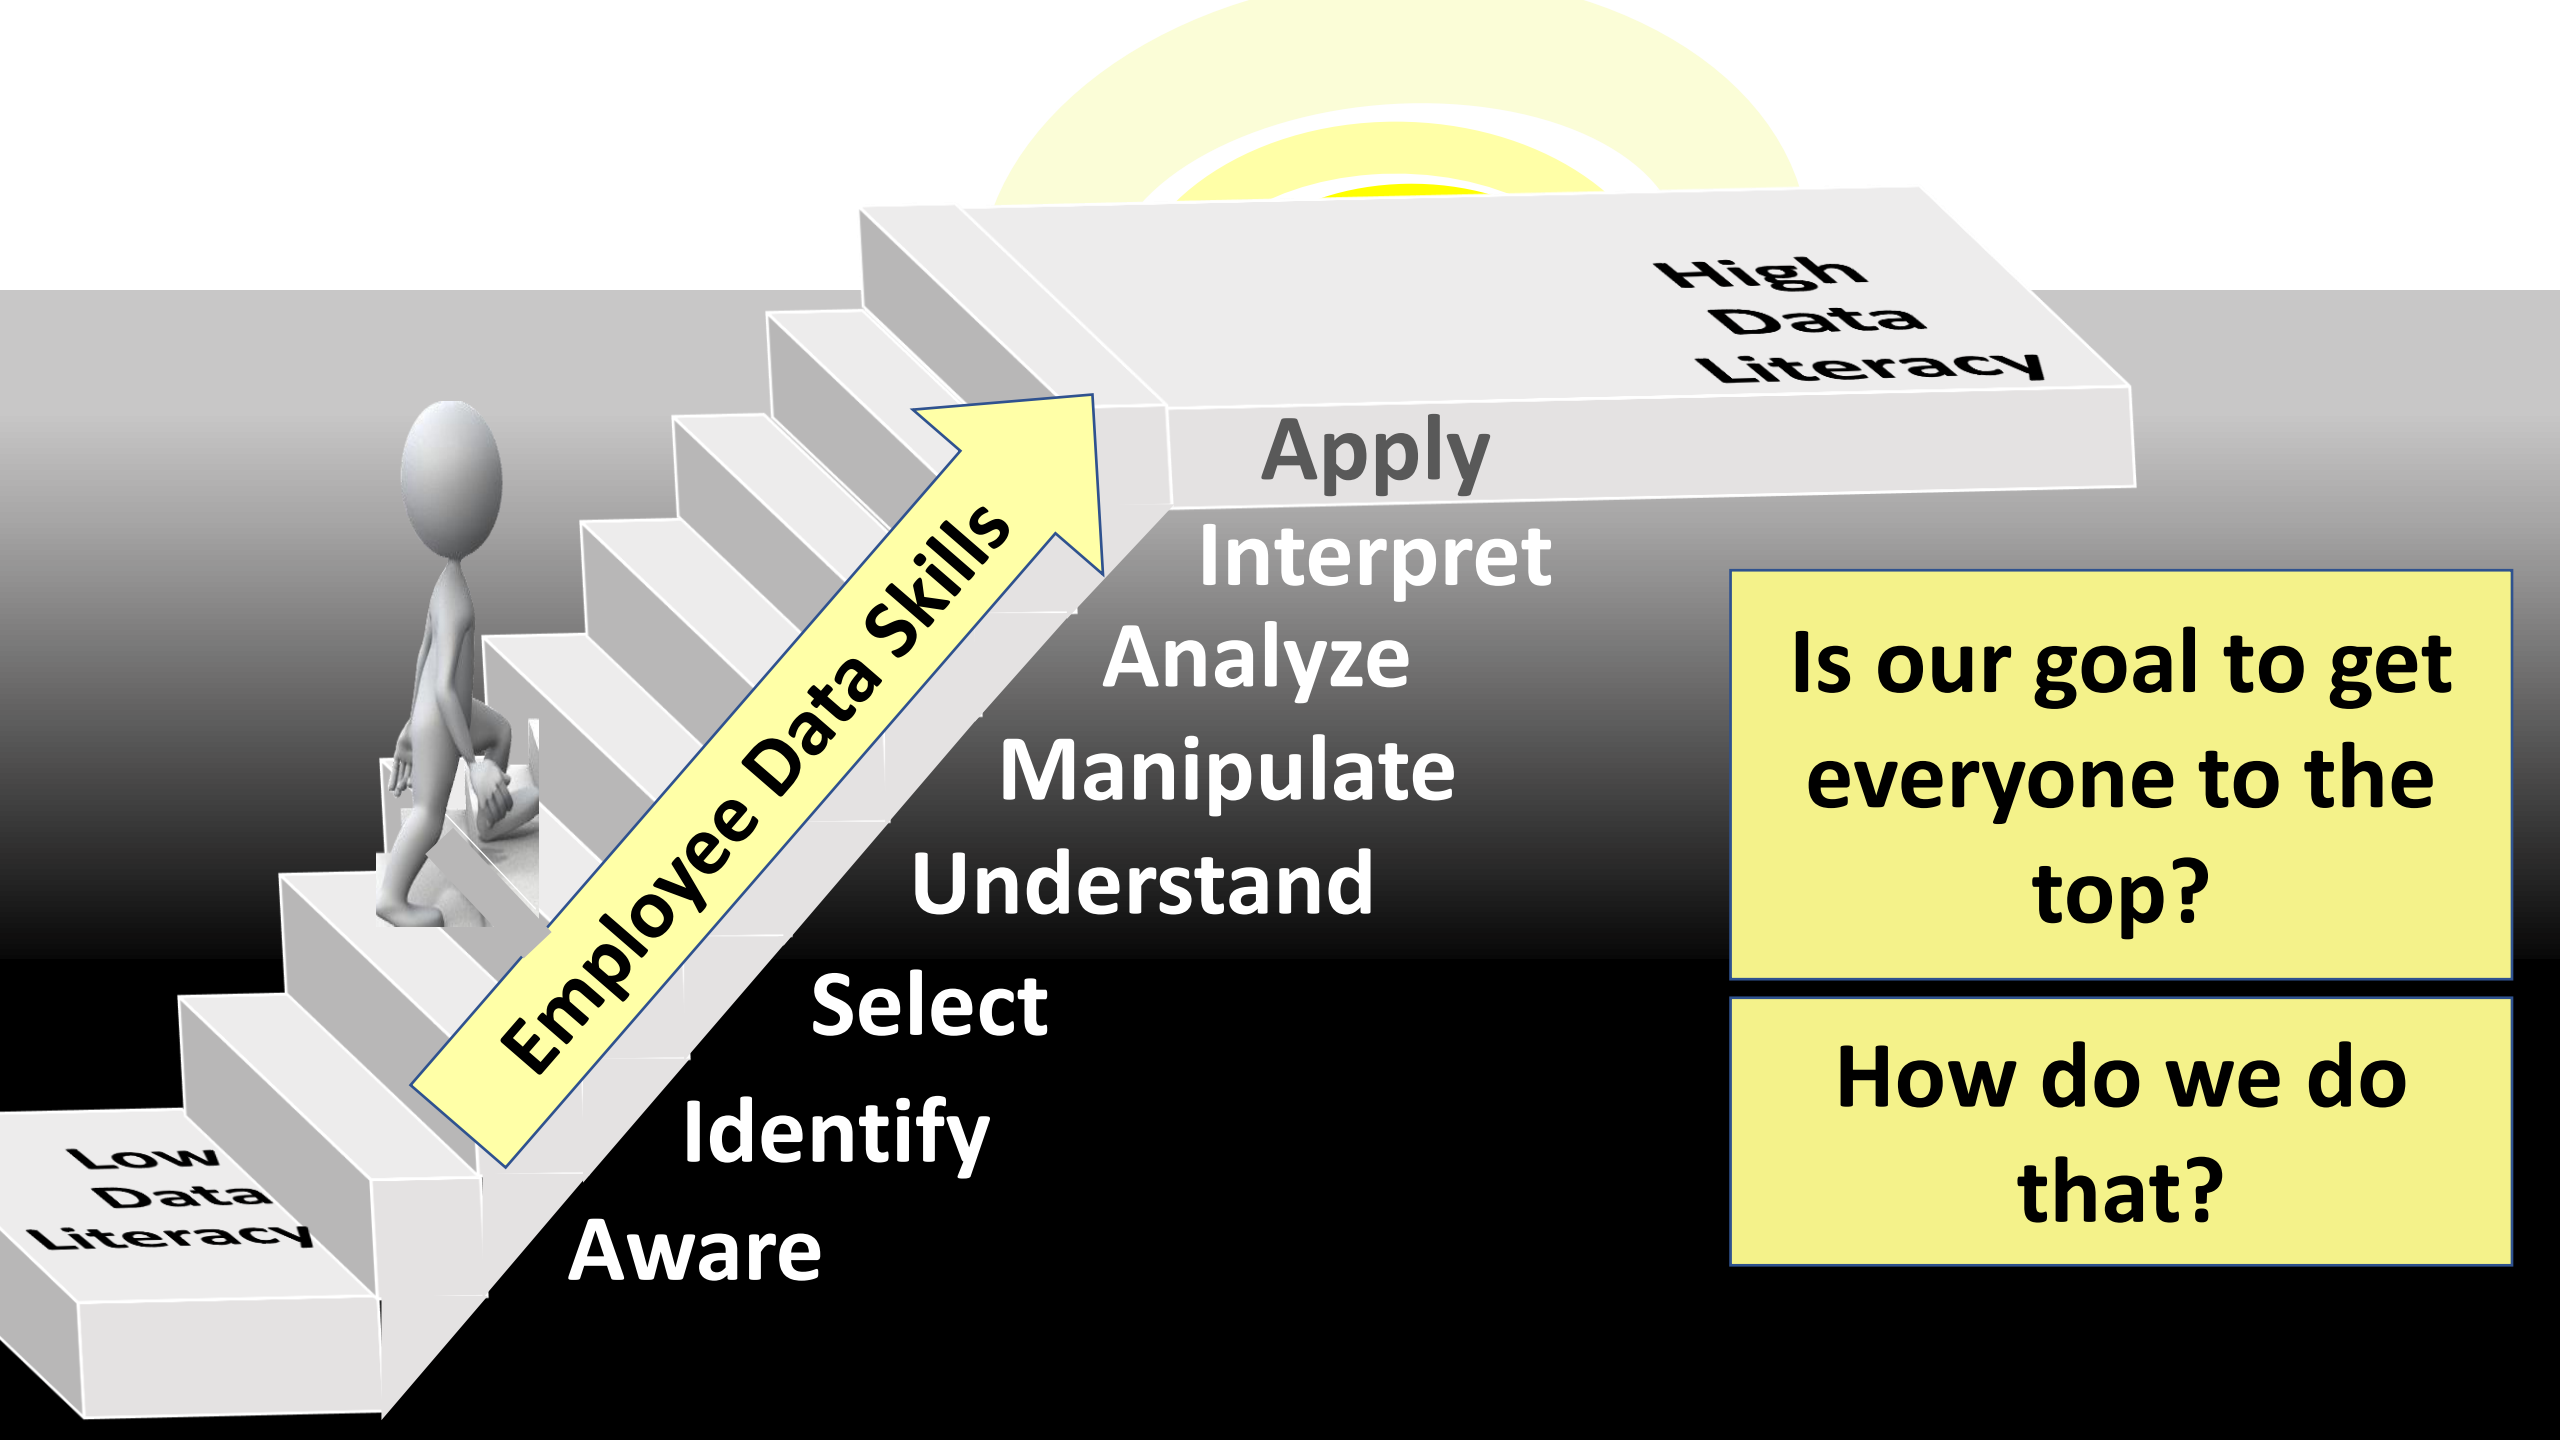 High
Data
Literacy
Apply
Interpret
Analyze
Manipulate
Understand
Select
Identify
Aware
Employee Data Skills
Low
Data
Literacy
Is our goal to get
everyone to the
top?
How do we do
that?